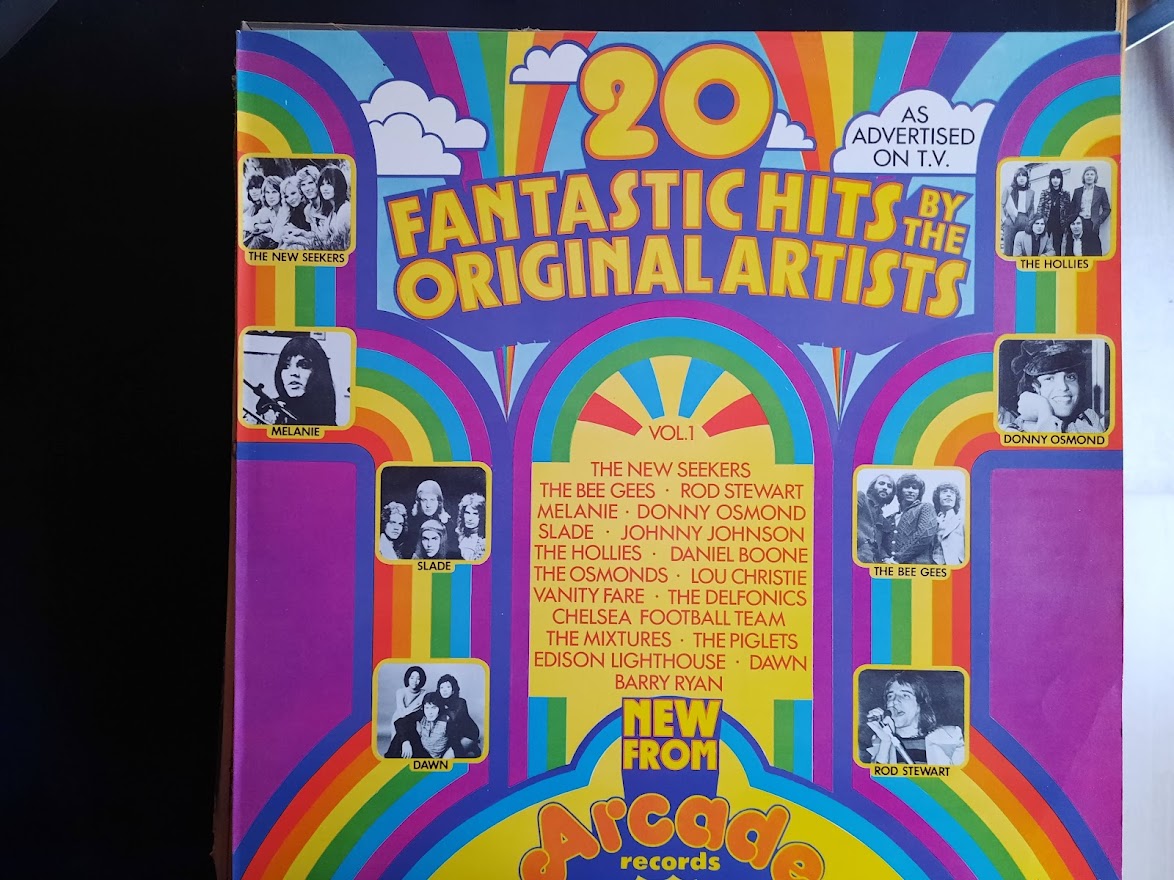 20
FANTASTIC HITS BY THE
ORIGINAL ARTISTS
AS
ADVERTISED
ON T.V.
THE NEW SEEKERS
THE HOLLIES
MELANIE
DONNY OSMOND
SLADE
THE BEE GEES
DAWN
ROD STEWART
VOL.1
THE NEW SEEKERS
THE BEE GEES · ROD STEWART
MELANIE · DONNY OSMOND
SLADE · JOHNNY JOHNSON
THE HOLLIES · DANIEL BOONE
THE OSMONDS · LOU CHRISTIE
VANITY FARE · THE DELFONICS
CHELSEA FOOTBALL TEAM
THE MIXTURES · THE PIGLETS
EDISON LIGHTHOUSE · DAWN
BARRY RYAN
NEW
FROM
Arcade
records